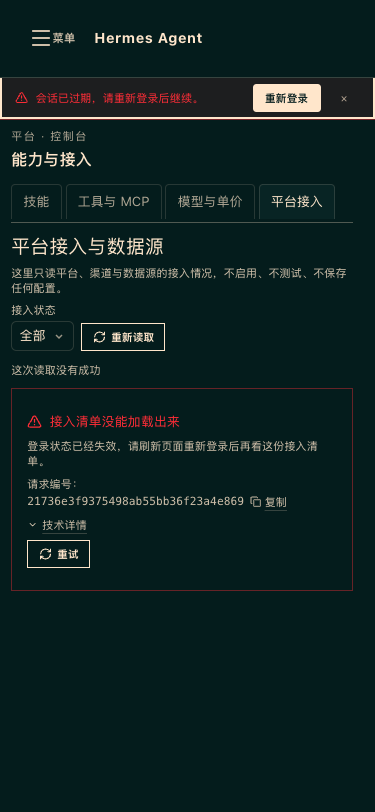 菜单
Hermes Agent
会话已过期，请重新登录后继续。
重新登录
×
平台 · 控制台
能力与接入
技能
工具与 MCP
模型与单价
平台接入
平台接入与数据源
这里只读平台、渠道与数据源的接入情况，不启用、不测试、不保存
任何配置。
接入状态
全部
重新读取
这次读取没有成功
接入清单没能加载出来
登录状态已经失效，请刷新页面重新登录后再看这份接入清
单。
请求编号：
21736e3f9375498ab55bb36f23a4e869 复制
技术详情
重试